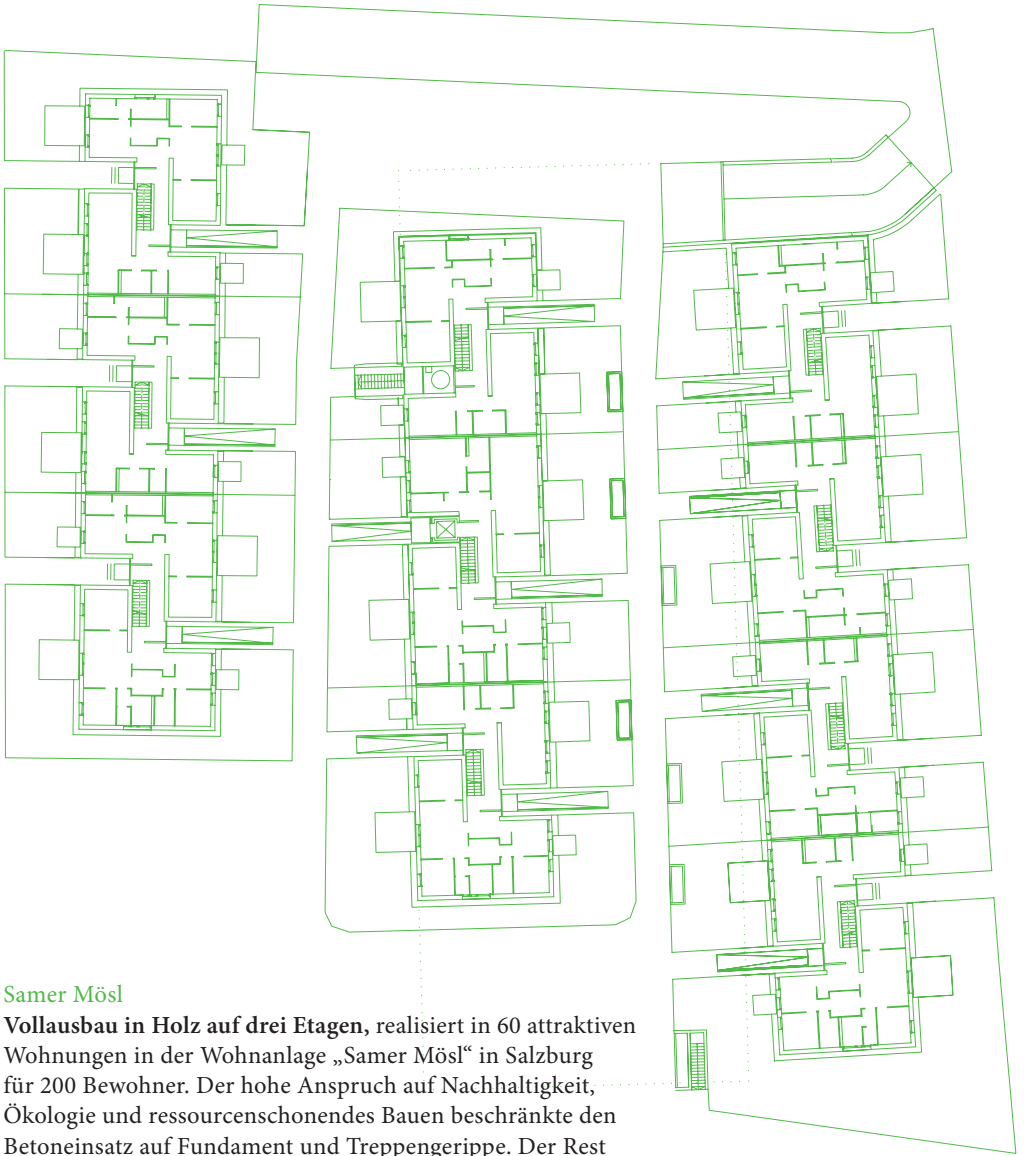 Samer Mösl
Vollausbau in Holz auf drei Etagen, realisiert in 60 attraktiven
Wohnungen in der Wohnanlage „Samer Mösl“ in Salzburg
für 200 Bewohner. Der hohe Anspruch auf Nachhaltigkeit,
Ökologie und ressourcenschonendes Bauen beschränkte den
Betoneinsatz auf Fundament und Treppengerippe. Der Rest